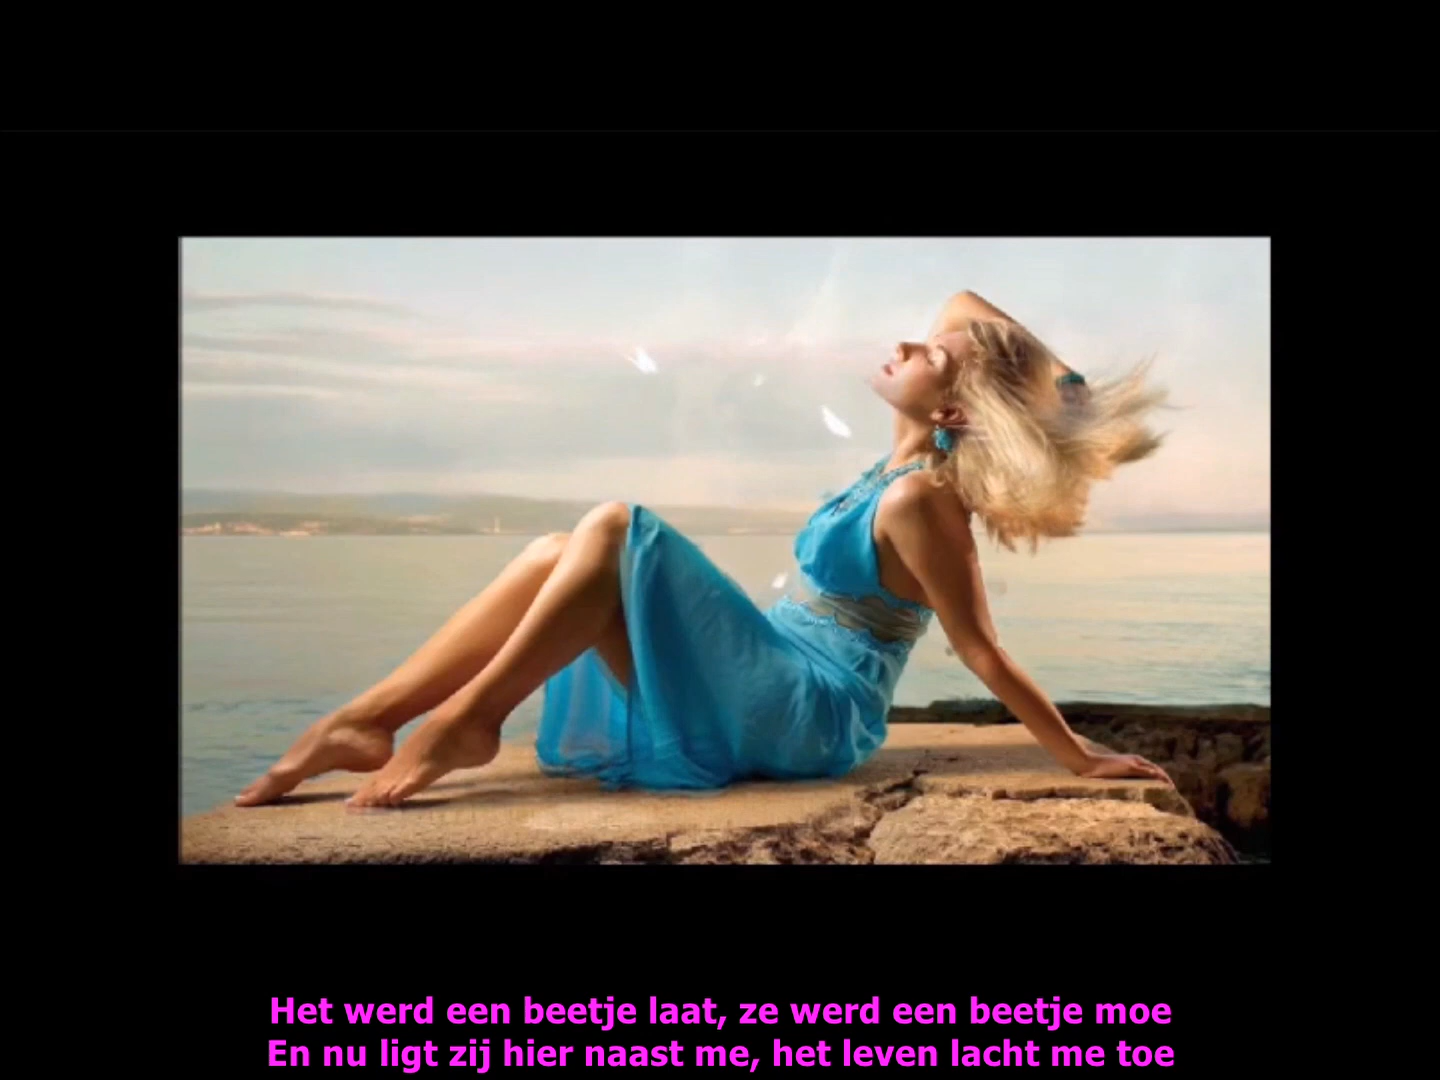 Het werd een beetje laat, ze werd een beetje moe
En nu ligt zij hier naast me, het leven lacht me toe